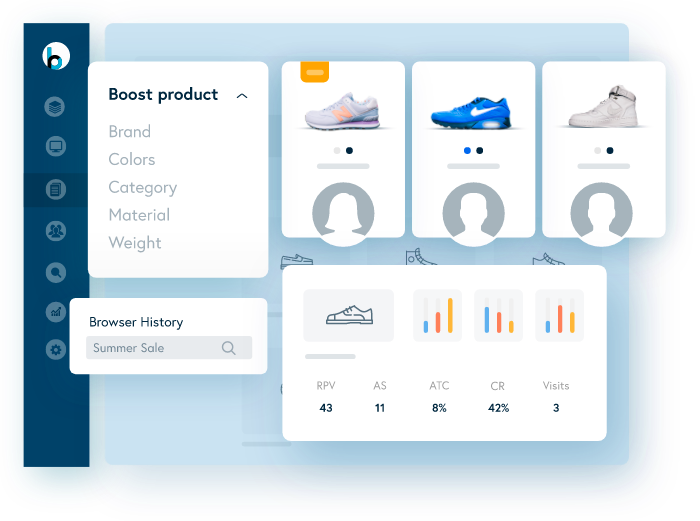 b
Boost product
Brand
Colors
Category
Material
Weight
Browser History
Summer Sale
RPV AS ATC CR Visits
43 11 8% 42% 3